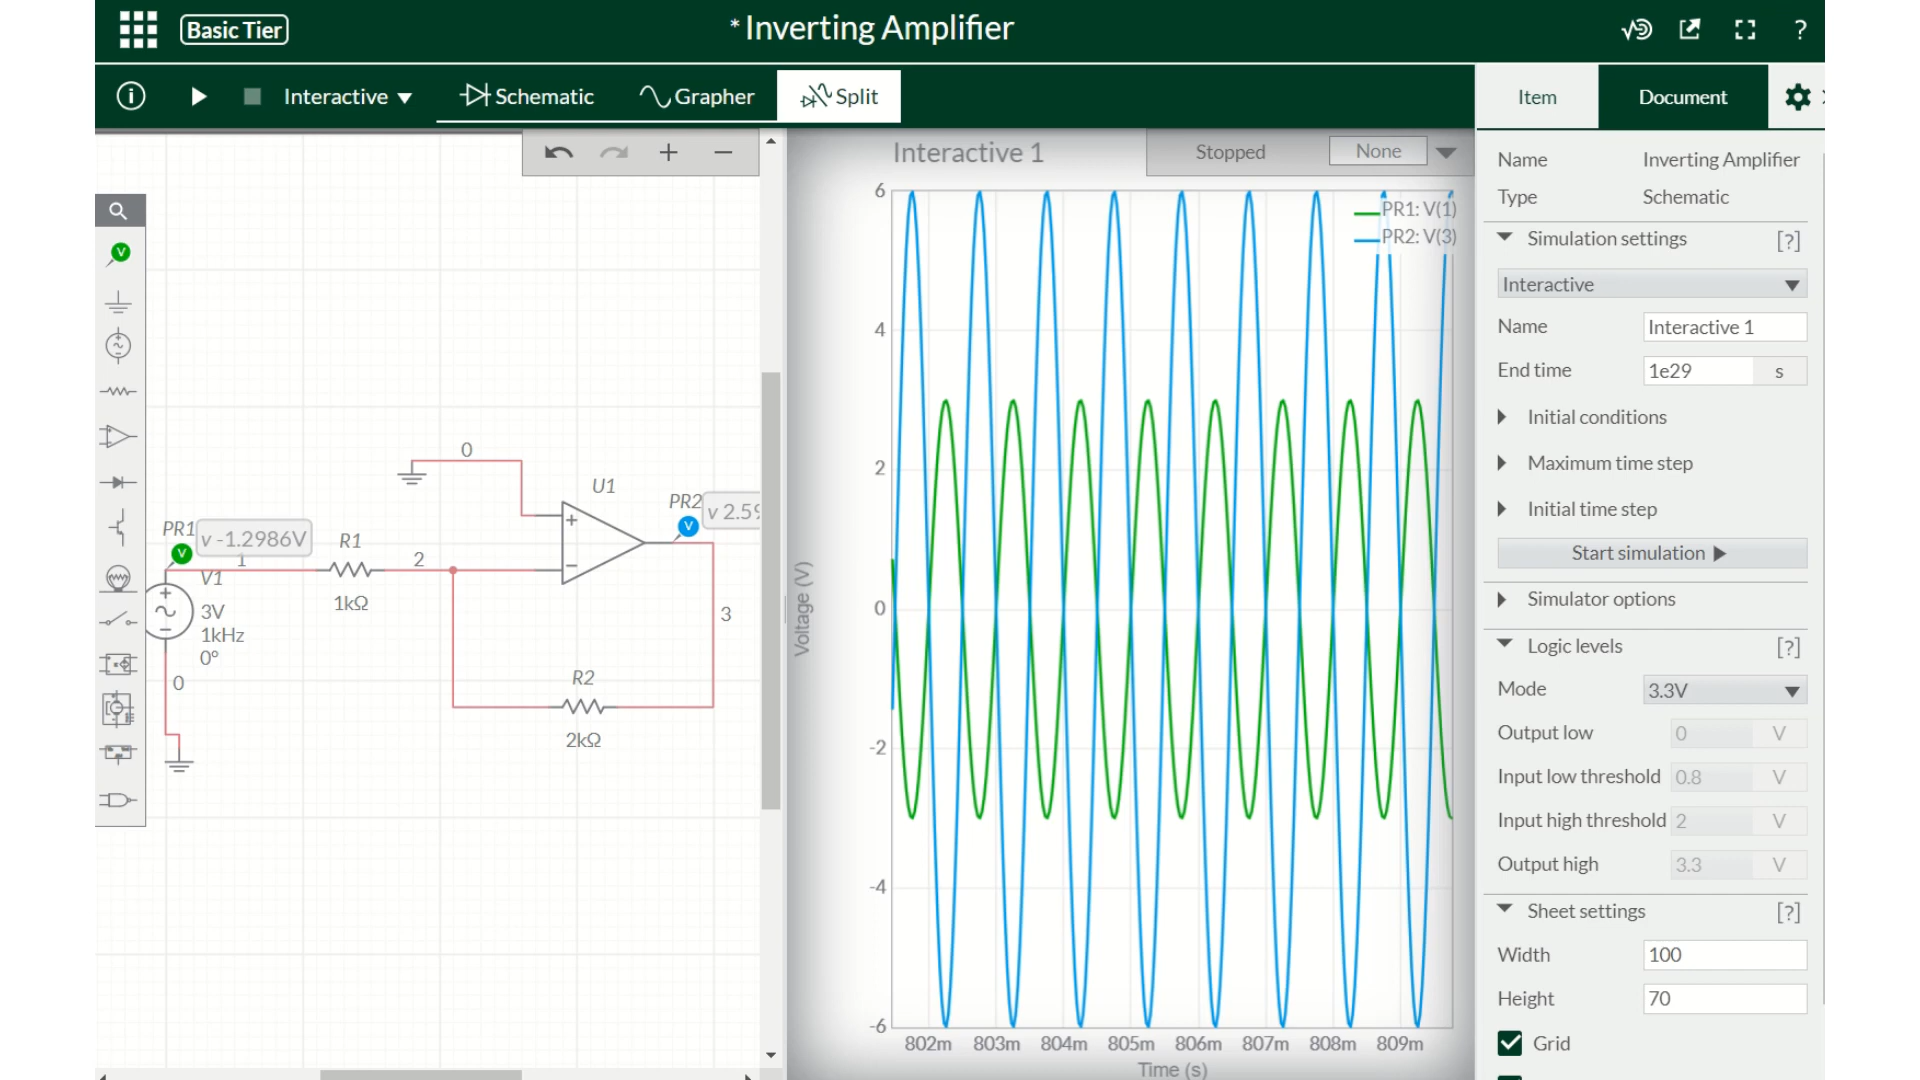 Basic Tier
* Inverting Amplifier
?
Interactive
Schematic
Grapher
Split
Item
Document
Interactive 1
Stopped
None
PR1: V(1)
PR2: V(3)
6
4
2
0
-2
-4
-6
Voltage (V)
802m 803m 804m 805m 806m 807m 808m 809m
Time (s)
0
U1
PR2
V
v 2.59
PR1
V
v -1.2986V
1
R1
2
1kΩ
V1
3V
1kHz
0°
0
3
R2
2kΩ
V
Name Inverting Amplifier
Type Schematic
Simulation settings [?]
Interactive
Name Interactive 1
End time 1e29 s
Initial conditions
Maximum time step
Initial time step
Start simulation
Simulator options
Logic levels [?]
Mode 3.3V
Output low 0 V
Input low threshold 0.8 V
Input high threshold 2 V
Output high 3.3 V
Sheet settings [?]
Width 100
Height 70
Grid